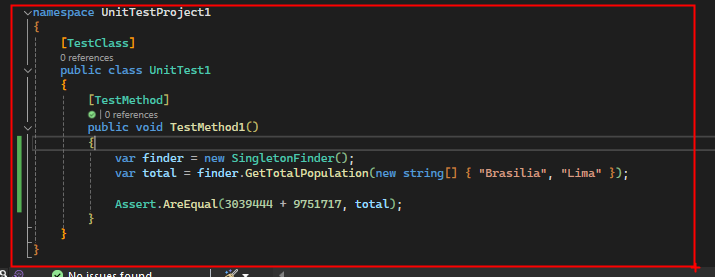 namespace UnitTestProject1
{
[TestClass]
0 references
public class UnitTest1
{
[TestMethod]
| 0 references
public void TestMethod1()
{
var finder = new SingletonFinder();
var total = finder.GetTotalPopulation(new string[] { "Brasilia", "Lima" });
Assert.AreEqual(3039444 + 9751717, total);
}
}
}
No issues found